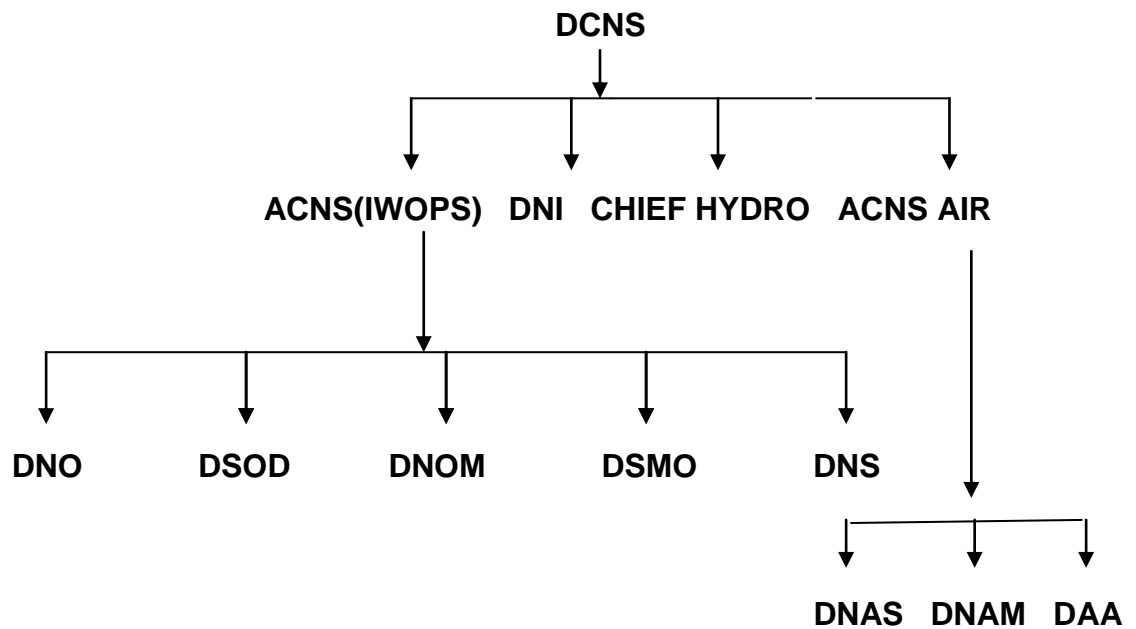 DCNS
ACNS(IWOPS) DNI CHIEF HYDRO ACNS AIR
DNO DSOD DNOM DSMO DNS
DNAS DNAM DAA